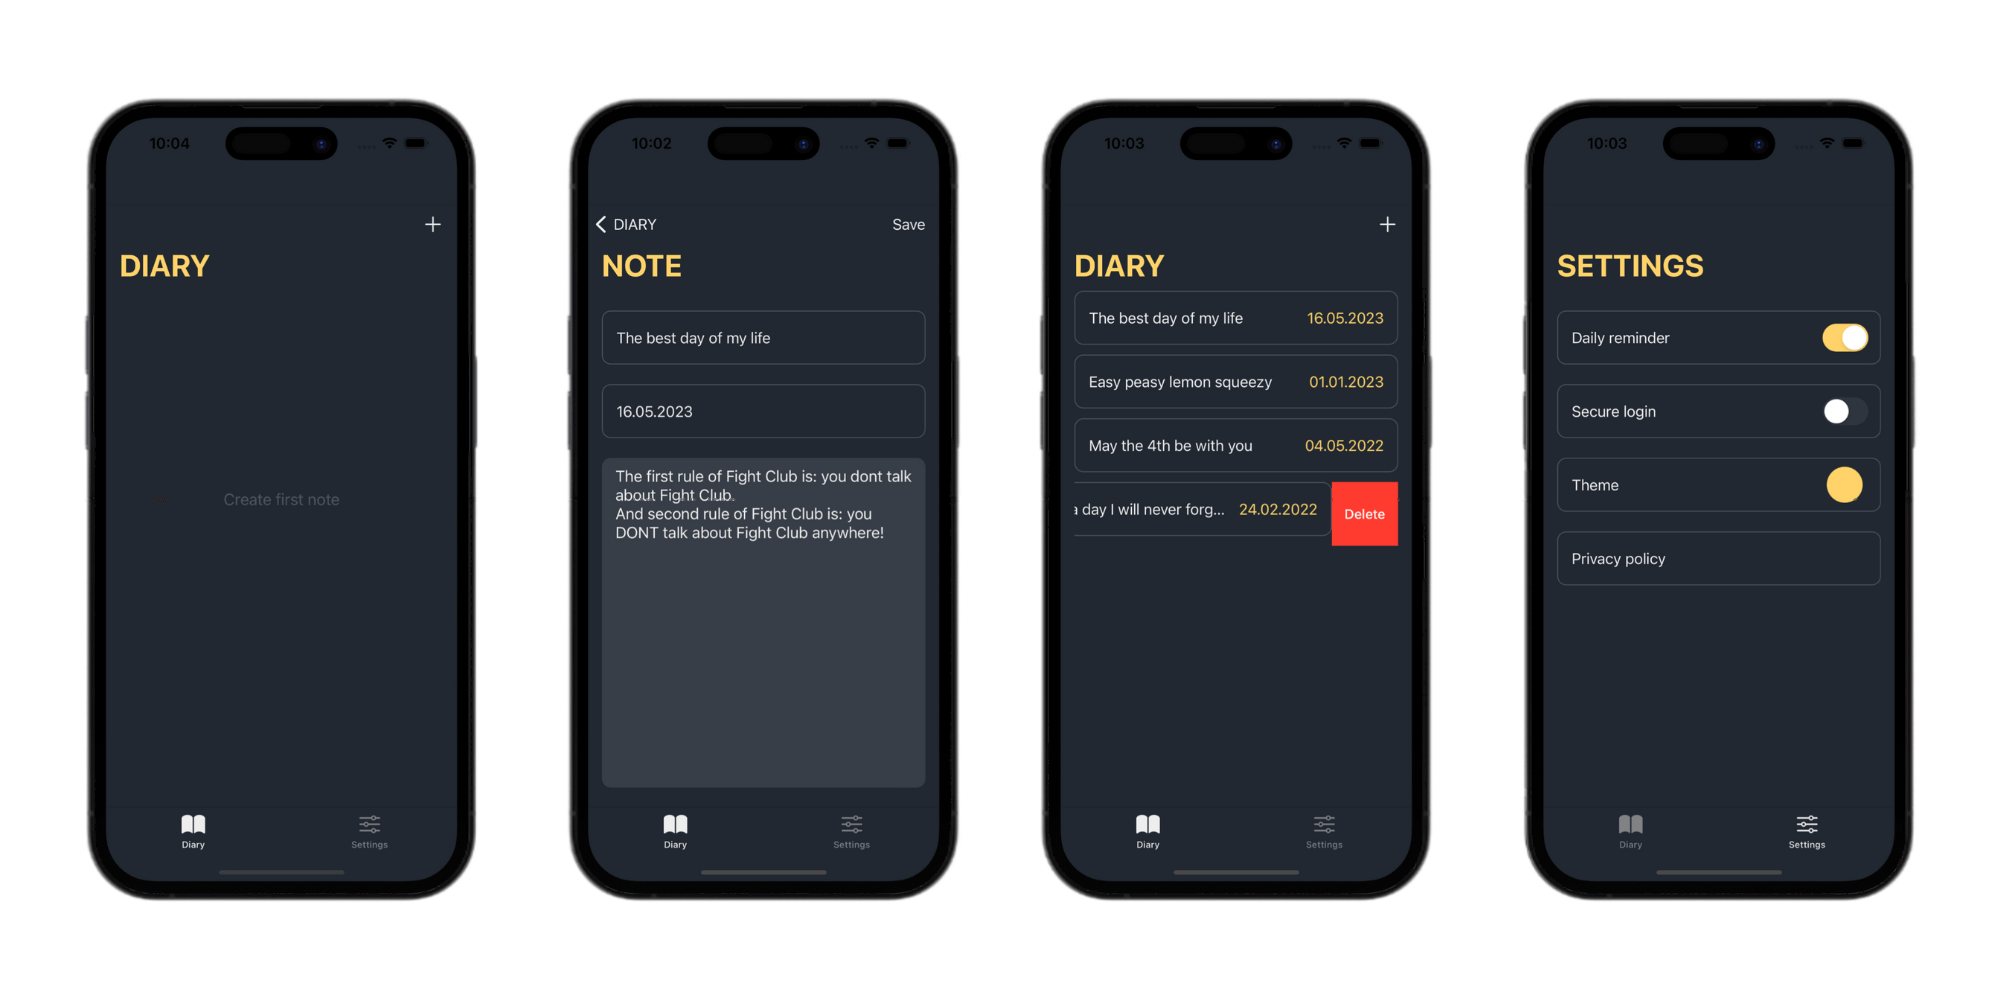 10:04
DIARY
Create first note
Diary
Settings
10:02
DIARY
Save
NOTE
The best day of my life
16.05.2023
The first rule of Fight Club is: you dont talk
about Fight Club.
And second rule of Fight Club is: you
DONT talk about Fight Club anywhere!
Diary
Settings
10:03
DIARY
The best day of my life 16.05.2023
Easy peasy lemon squeezy 01.01.2023
May the 4th be with you 04.05.2022
a day I will never forg... 24.02.2022
Delete
Diary
Settings
10:03
SETTINGS
Daily reminder
Secure login
Theme
Privacy policy
Diary
Settings